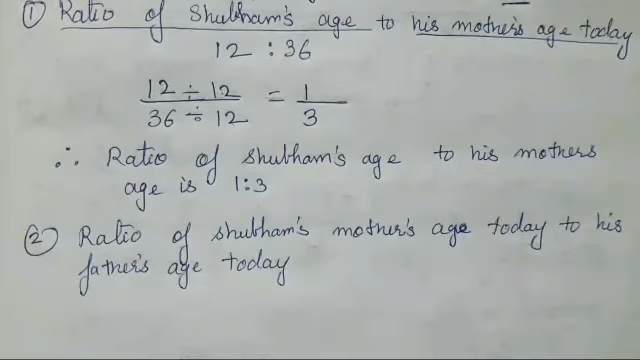 ① Ratio of Shubham's age to his mother's age today
12 : 36
12 ÷ 12 / 36 ÷ 12 = 1 / 3
∴ Ratio of Shubham's age to his mothers
age is 1:3
② Ratio of shubham's mother's age today to his
father's age today